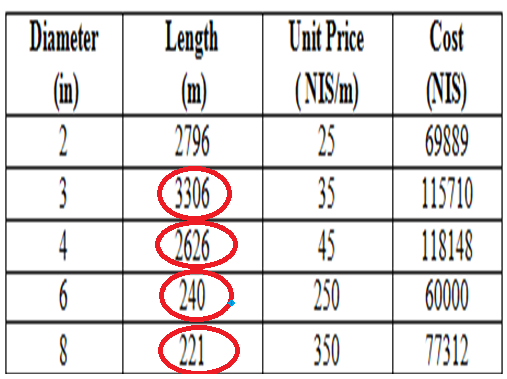 Diameter Length Unit Price Cost
(in) (m) ( NIS/m) (NIS)
2 2796 25 69889
3 3306 35 115710
4 2626 45 118148
6 240 250 60000
8 221 350 77312